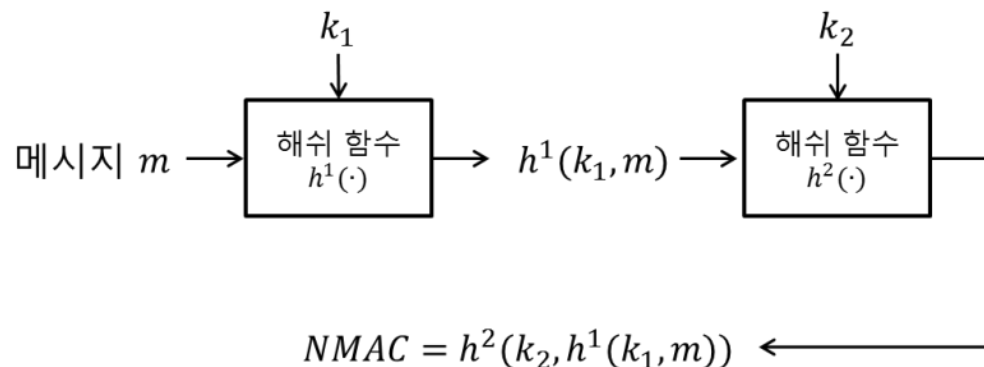 k₁
k₂
메시지 m
해쉬 함수
h¹(·)
h¹(k₁, m)
해쉬 함수
h²(·)
NMAC = h²(k₂, h¹(k₁, m))